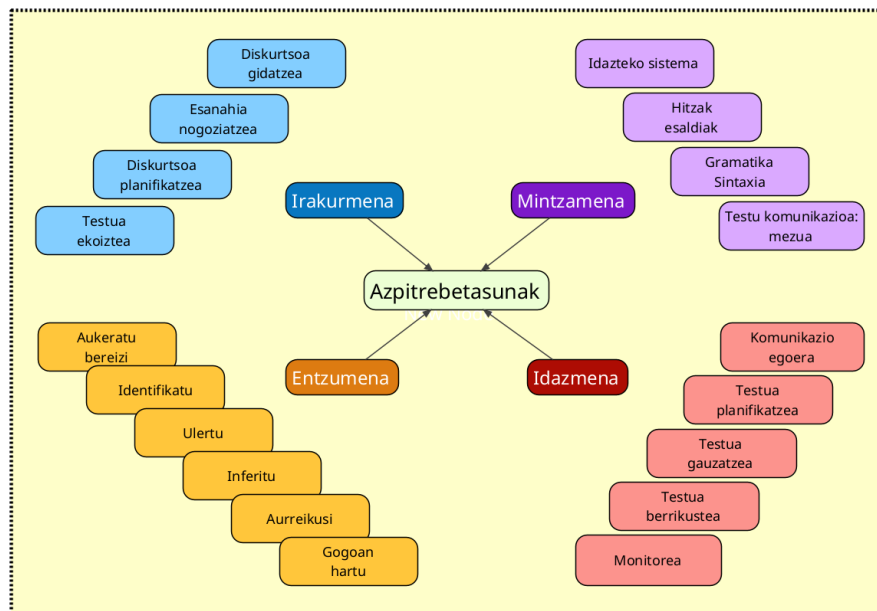 Diskurtsoa
gidatzea
Esanahia
nogoziatzea
Diskurtsoa
planifikatzea
Testua
ekoiztea
Idazteko sistema
Hitzak
esaldiak
Gramatika
Sintaxia
Testu komunikazioa:
mezua
Irakurmena
Mintzamena
Azpitrebetasunak
Entzumena
Idazmena
Aukeratu
bereizi
Identifikatu
Ulertu
Inferitu
Aurreikusi
Gogoan
hartu
Komunikazio
egoera
Testua
planifikatzea
Testua
gauzatzea
Testua
berrikustea
Monitorea